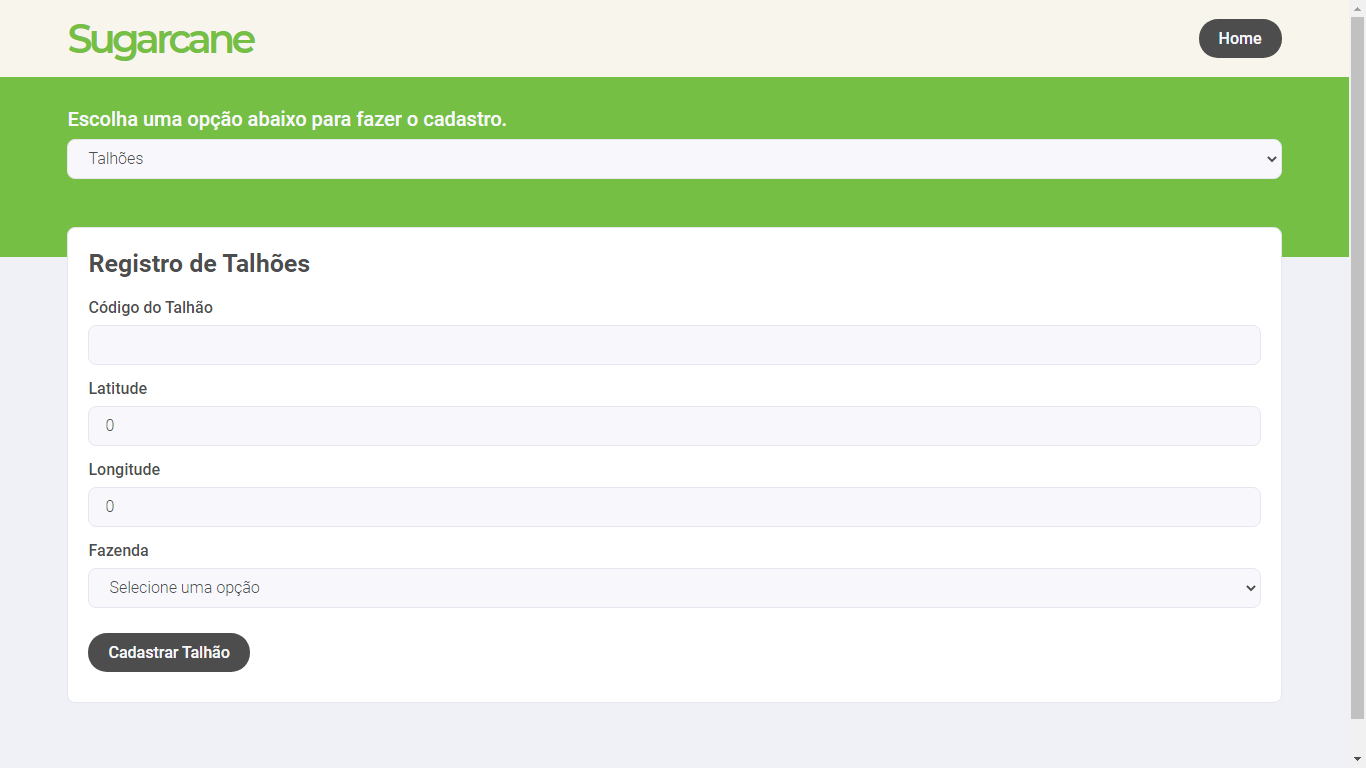 Sugarcane
Home
Escolha uma opção abaixo para fazer o cadastro.
Talhões
Registro de Talhões
Código do Talhão
Latitude
0
Longitude
0
Fazenda
Selecione uma opção
Cadastrar Talhão